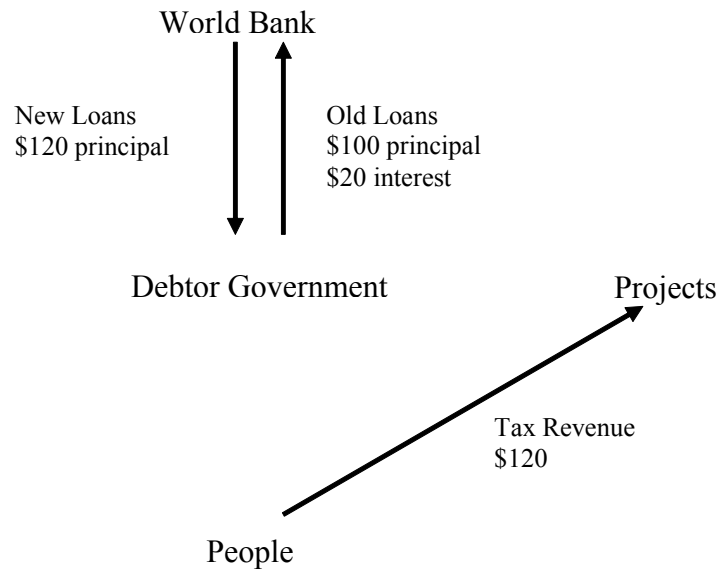 World Bank
New Loans
$120 principal
Old Loans
$100 principal
$20 interest
Debtor Government
Projects
Tax Revenue
$120
People